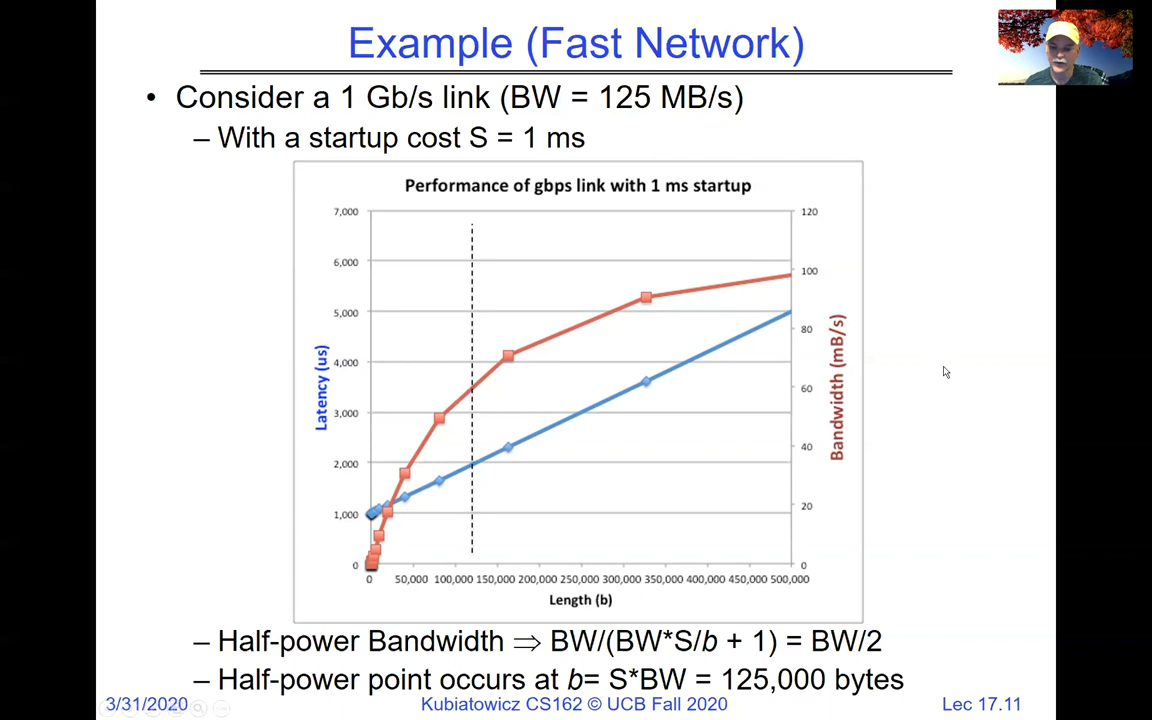 Example (Fast Network)
• Consider a 1 Gb/s link (BW = 125 MB/s)
– With a startup cost S = 1 ms
Performance of gbps link with 1 ms startup
7,000
6,000
5,000
4,000
3,000
2,000
1,000
0
Latency (us)
120
100
80
60
40
20
0
Bandwidth (mB/s)
0 50,000 100,000 150,000 200,000 250,000 300,000 350,000 400,000 450,000 500,000
Length (b)
– Half-power Bandwidth ⇒ BW/(BW*S/b + 1) = BW/2
– Half-power point occurs at b= S*BW = 125,000 bytes
3/31/2020 Kubiatowicz CS162 © UCB Fall 2020 Lec 17.11